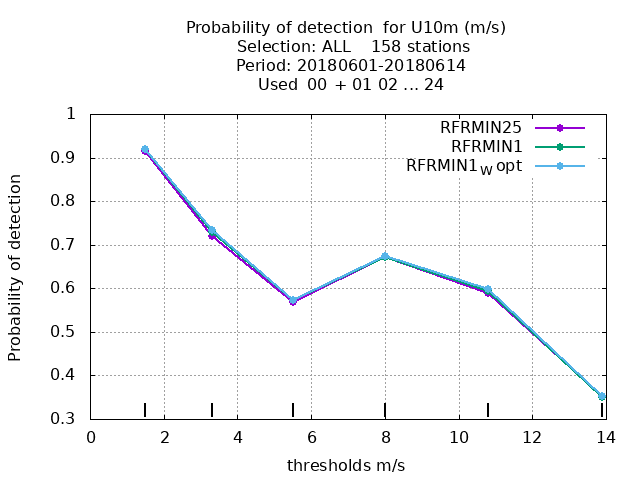 Probability of detection  for U10m (m/s)
Selection: ALL    158 stations
Period: 20180601-20180614
Used  00  + 01 02 ... 24
RFRMIN25
RFRMIN1
RFRMIN1W opt
Probability of detection
1
0.9
0.8
0.7
0.6
0.5
0.4
0.3
0 2 4 6 8 10 12 14
thresholds m/s